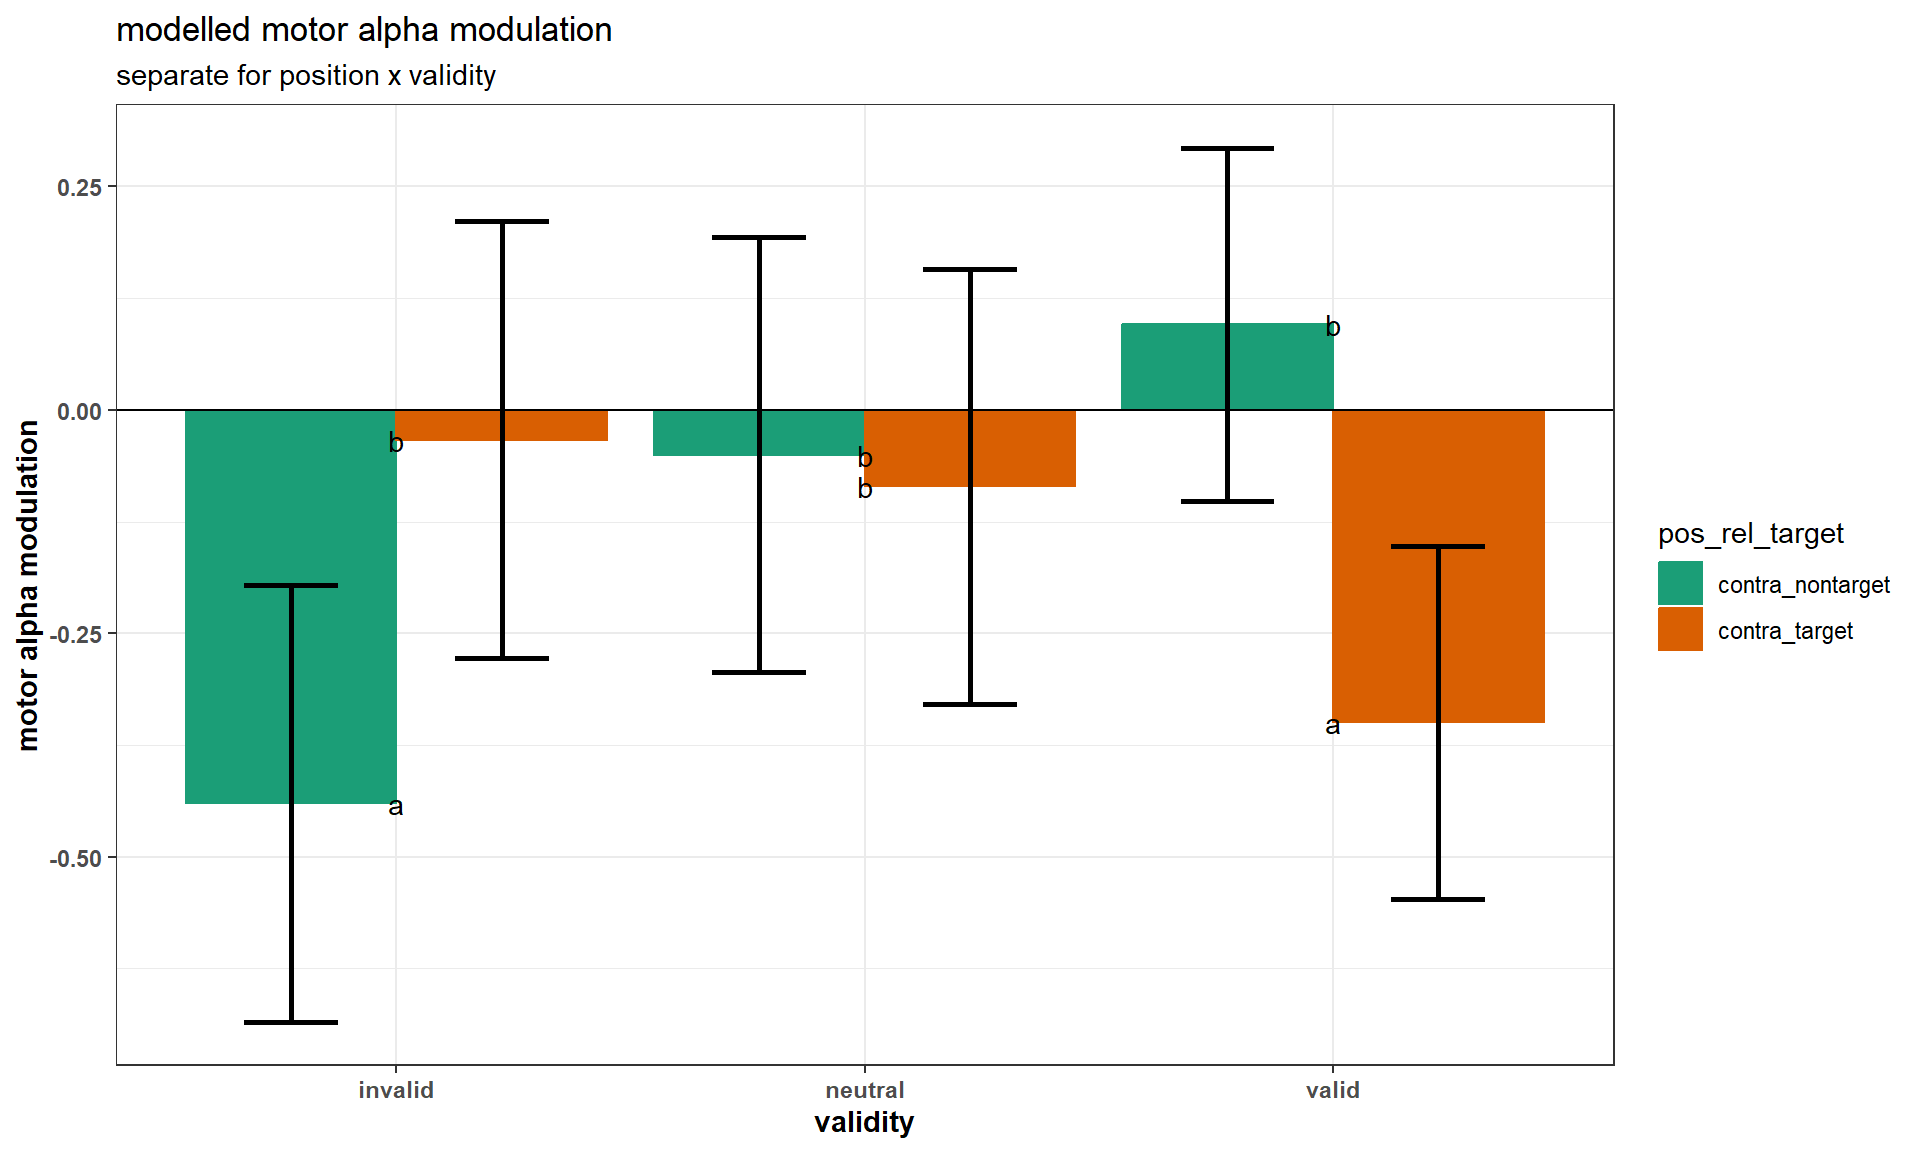 modelled motor alpha modulation
separate for position x validity
motor alpha modulation
0.25
0.00
-0.25
-0.50
b
b
b
b
a
a
invalid
neutral
valid
validity
pos_rel_target
contra_nontarget
contra_target